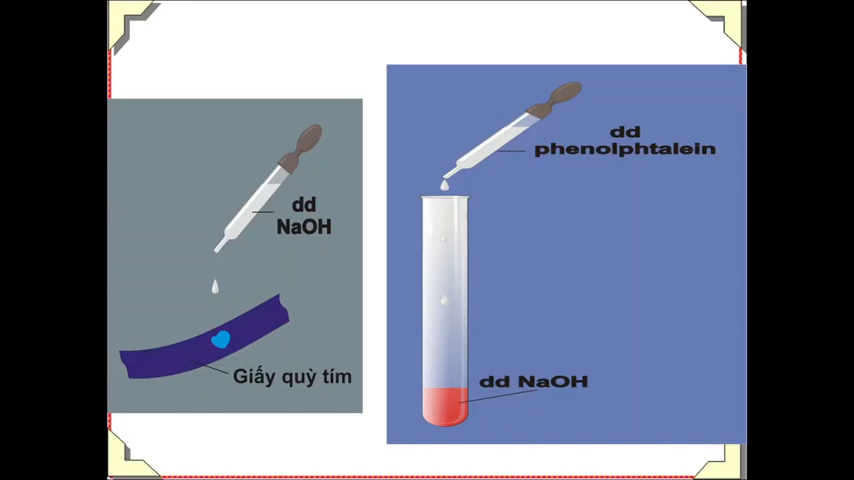 dd
NaOH
Giấy quỳ tím
dd
phenolphtalein
dd NaOH